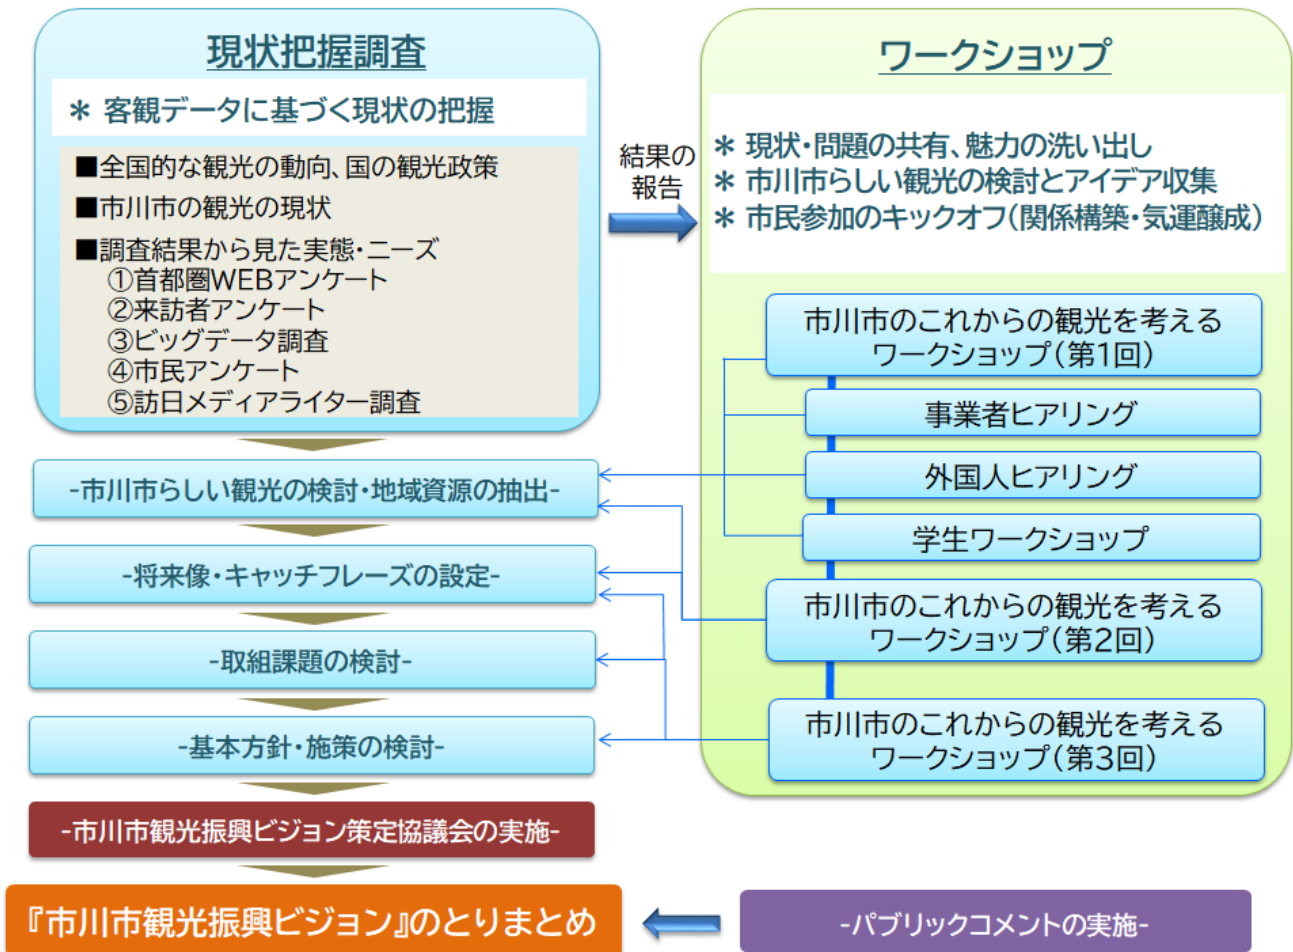 現状把握調査
＊ 客観データに基づく現状の把握
■全国的な観光の動向、国の観光政策
■市川市の観光の現状
■調査結果から見た実態・ニーズ
①首都圏WEBアンケート
②来訪者アンケート
③ビッグデータ調査
④市民アンケート
⑤訪日メディアライター調査
結果の
報告
ワークショップ
＊ 現状・問題の共有、魅力の洗い出し
＊ 市川市らしい観光の検討とアイデア収集
＊ 市民参加のキックオフ（関係構築・気運醸成）
市川市のこれからの観光を考える
ワークショップ（第1回）
事業者ヒアリング
外国人ヒアリング
学生ワークショップ
市川市のこれからの観光を考える
ワークショップ（第2回）
市川市のこれからの観光を考える
ワークショップ（第3回）
-市川市らしい観光の検討・地域資源の抽出-
-将来像・キャッチフレーズの設定-
-取組課題の検討-
-基本方針・施策の検討-
-市川市観光振興ビジョン策定協議会の実施-
『市川市観光振興ビジョン』のとりまとめ
-パブリックコメントの実施-